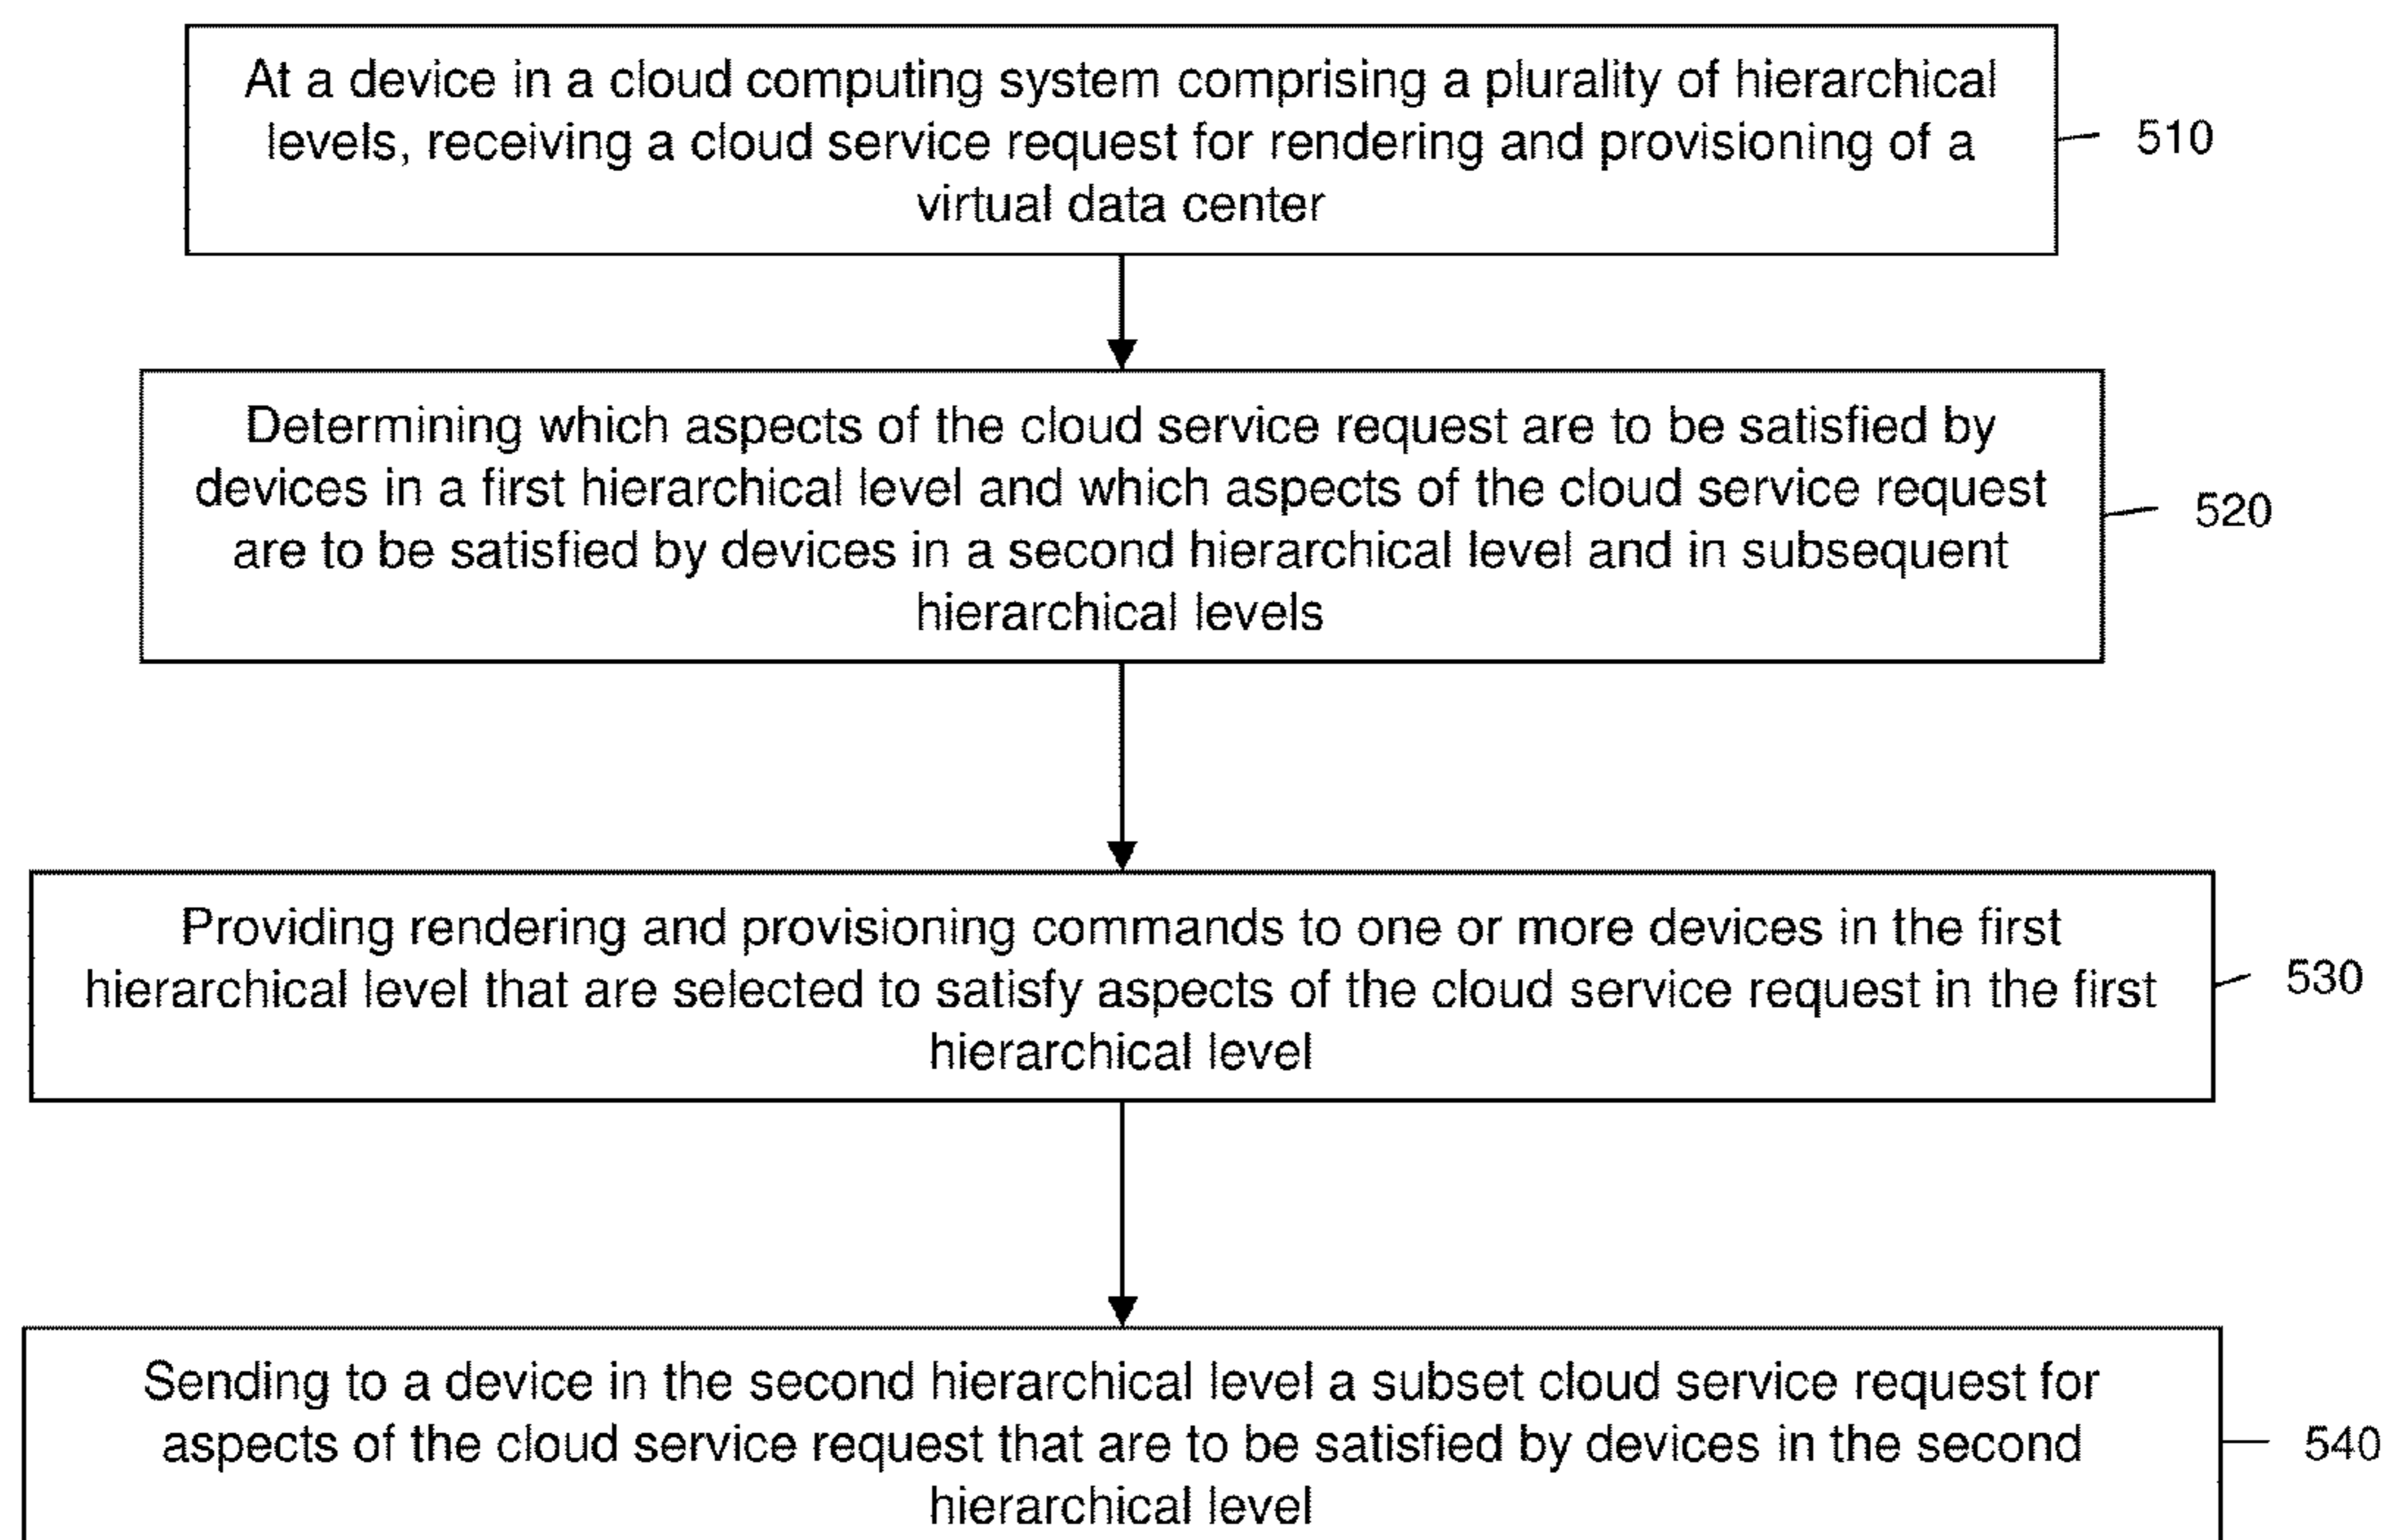 At a device in a cloud computing system comprising a plurality of hierarchical
levels, receiving a cloud service request for rendering and provisioning of a
virtual data center
510
Determining which aspects of the cloud service request are to be satisfied by
devices in a first hierarchical level and which aspects of the cloud service request
are to be satisfied by devices in a second hierarchical level and in subsequent
hierarchical levels
520
Providing rendering and provisioning commands to one or more devices in the first
hierarchical level that are selected to satisfy aspects of the cloud service request in the first
hierarchical level
530
Sending to a device in the second hierarchical level a subset cloud service request for
aspects of the cloud service request that are to be satisfied by devices in the second
hierarchical level
540